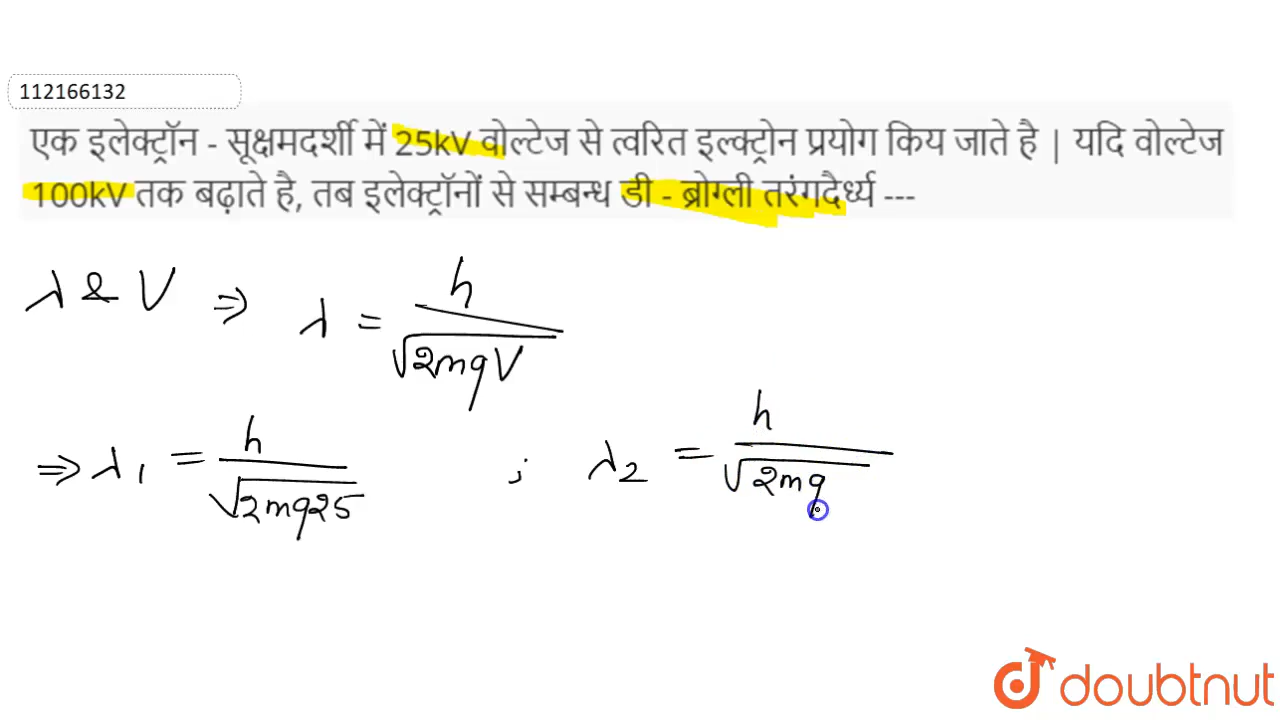 112166132
एक इलेक्ट्रॉन - सूक्षमदर्शी में 25kV वोल्टेज से त्वरित इल्क्ट्रोन प्रयोग किय जाते है | यदि वोल्टेज
100kV तक बढ़ाते है, तब इलेक्ट्रॉनों से सम्बन्ध डी - ब्रोग्ली तरंगदैर्ध्य ---
λ & V ⇒ λ = h / √2mqV
⇒ λ1 = h / √2mq25 ; λ2 = h / √2mq
doubtnut